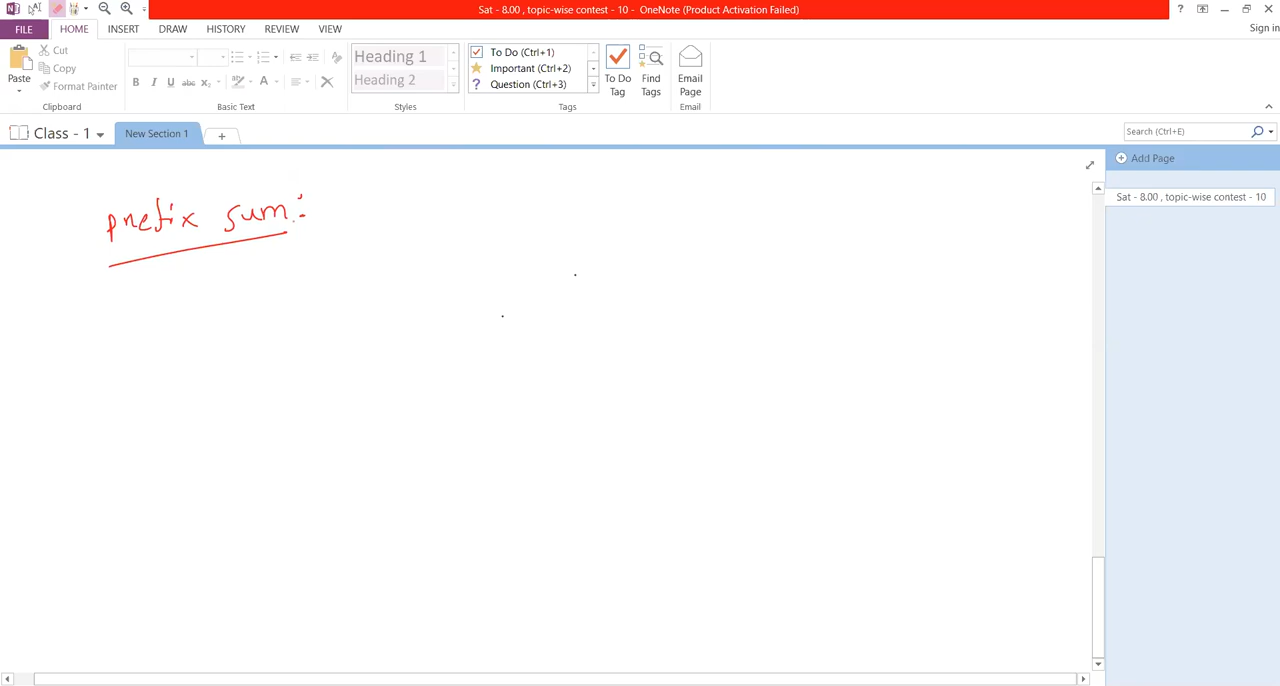 Sat - 8.00 , topic-wise contest - 10 - OneNote (Product Activation Failed)
FILE HOME INSERT DRAW HISTORY REVIEW VIEW Sign in
Paste Cut Copy Format Painter
B I U abc x₂ A
Heading 1
Heading 2
To Do (Ctrl+1)
Important (Ctrl+2)
Question (Ctrl+3)
To Do Tag
Find Tags
Email Page
Clipboard Basic Text Styles Tags Email
Class - 1 New Section 1 Search (Ctrl+E)
Add Page
Sat - 8.00 , topic-wise contest - 10
prefix sum: